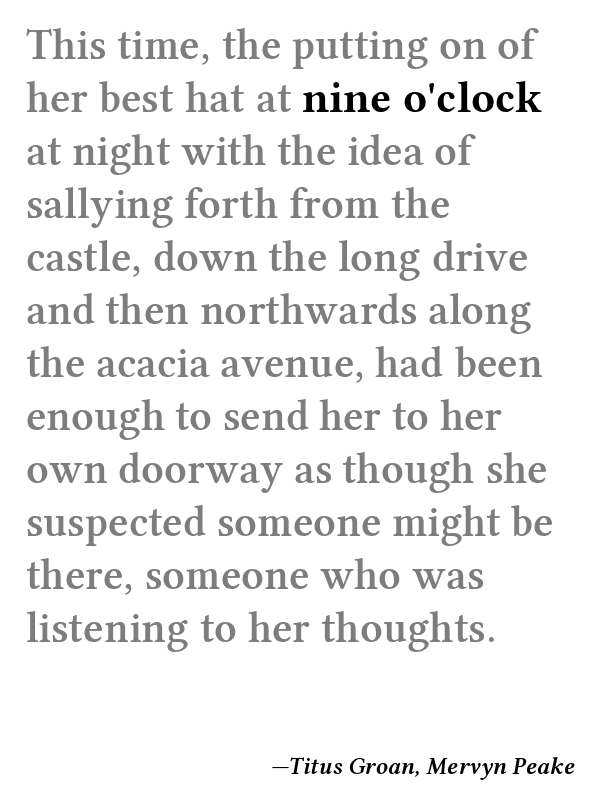 This time, the putting on of
her best hat at nine o'clock
at night with the idea of
sallying forth from the
castle, down the long drive
and then northwards along
the acacia avenue, had been
enough to send her to her
own doorway as though she
suspected someone might be
there, someone who was
listening to her thoughts.
—Titus Groan, Mervyn Peake